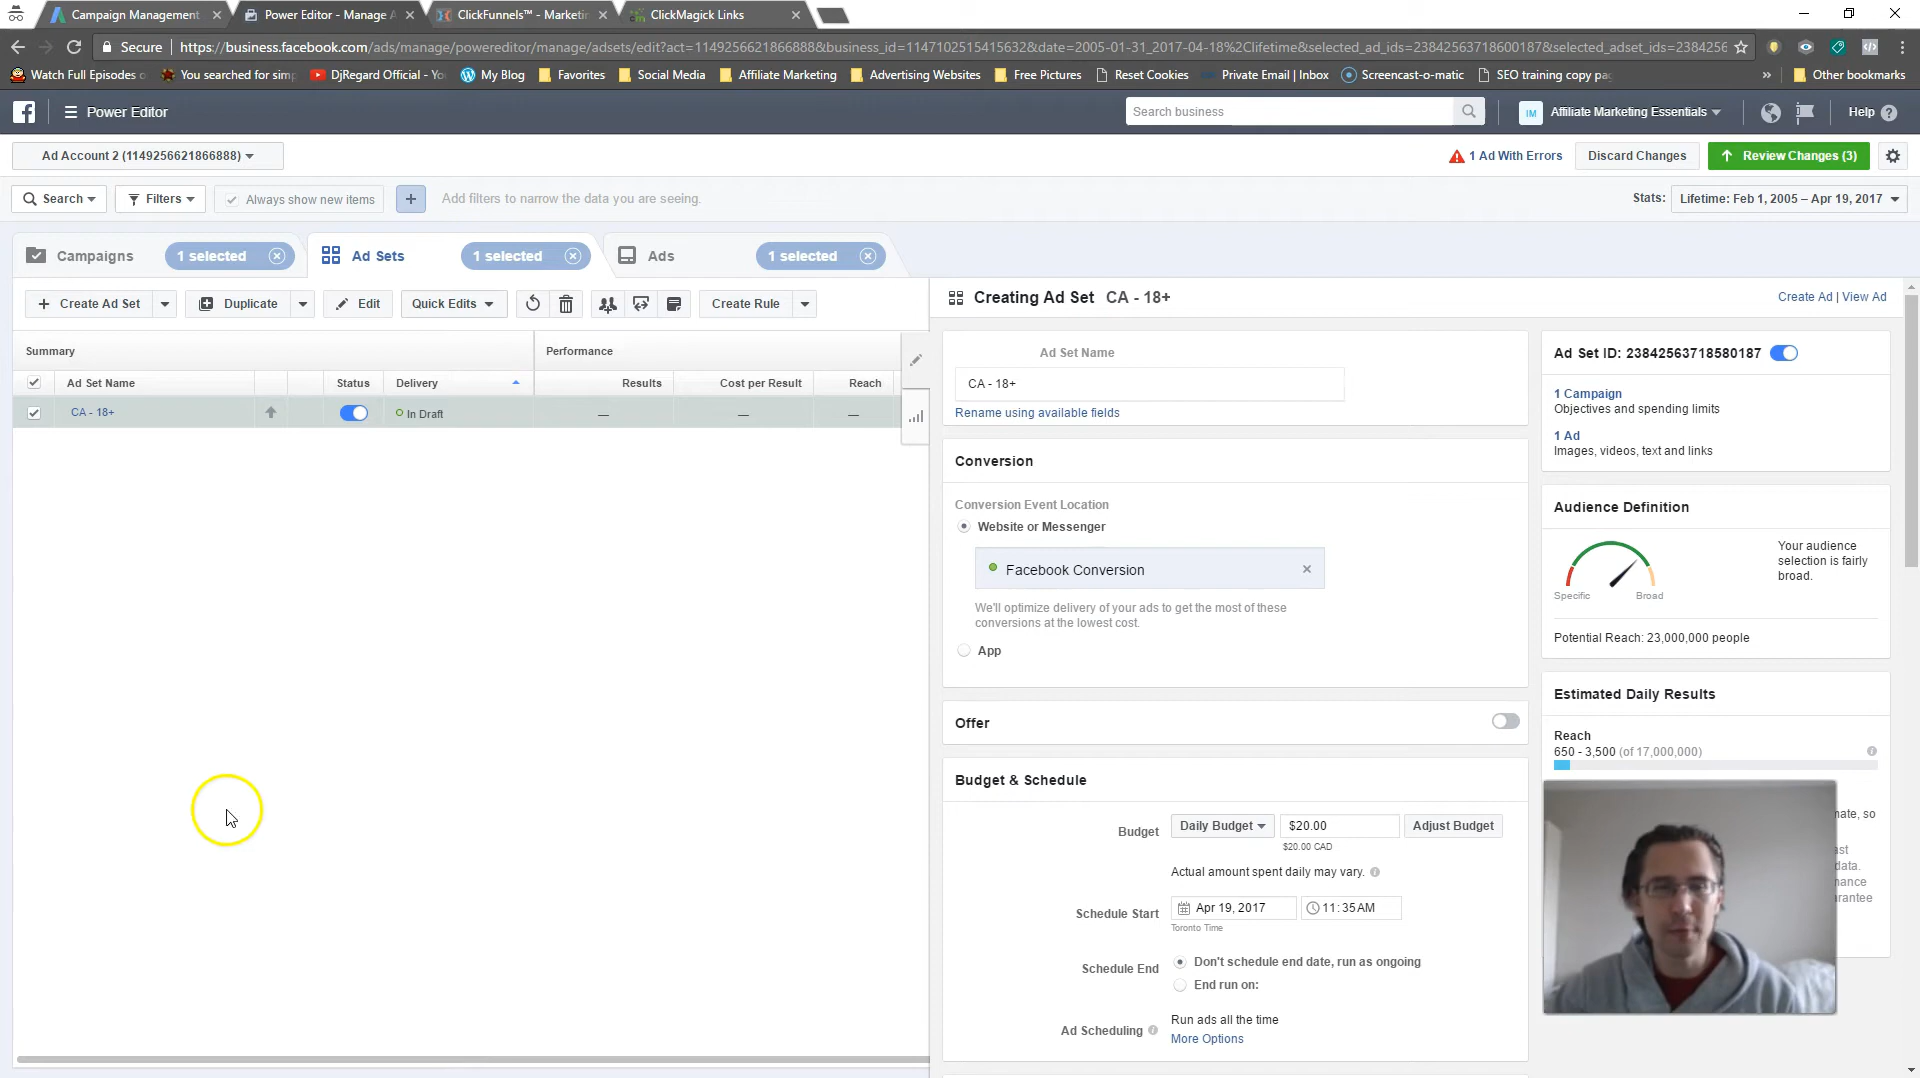 Campaign Management
Power Editor - Manage A
ClickFunnels™ - Marketin
ClickMagick Links
Secure
https://business.facebook.com/ads/manage/powereditor/manage/adsets/edit?act=1149256621866888&business_id=1147102515415632&date=2005-01-31_2017-04-18%2Clifetime&selected_ad_ids=23842563718600187&selected_adset_ids=2384256
Watch Full Episodes o
You searched for sim
DjRegard Official - Yo
My Blog
Favorites
Social Media
Affiliate Marketing
Advertising Websites
Free Pictures
Reset Cookies
Private Email | Inbox
Screencast-o-matic
SEO training copy pa
»
Other bookmarks
Power Editor
Search business
IM
Affiliate Marketing Essentials
Help
Ad Account 2 (1149256621866888)
1 Ad With Errors
Discard Changes
Review Changes (3)
Search
Filters
Always show new items
+
Add filters to narrow the data you are seeing.
Stats:
Lifetime: Feb 1, 2005 – Apr 19, 2017
Campaigns
1 selected
Ad Sets
1 selected
Ads
1 selected
+ Create Ad Set
Duplicate
Edit
Quick Edits
Create Rule
Creating Ad Set CA - 18+
Create Ad | View Ad
Summary
Performance
Ad Set Name
Status
Delivery
Results
Cost per Result
Reach
CA - 18+
In Draft
—
—
—
Ad Set Name
CA - 18+
Rename using available fields
Conversion
Conversion Event Location
Website or Messenger
Facebook Conversion
We'll optimize delivery of your ads to get the most of these
conversions at the lowest cost.
App
Offer
Budget & Schedule
Budget
Daily Budget
$20.00
Adjust Budget
$20.00 CAD
Actual amount spent daily may vary.
Schedule Start
Apr 19, 2017
11:35AM
Toronto Time
Schedule End
Don't schedule end date, run as ongoing
End run on:
Ad Scheduling
Run ads all the time
More Options
Ad Set ID: 23842563718580187
1 Campaign
Objectives and spending limits
1 Ad
Images, videos, text and links
Audience Definition
Your audience
selection is fairly
broad.
Specific
Broad
Potential Reach: 23,000,000 people
Estimated Daily Results
Reach
650 - 3,500 (of 17,000,000)
so
data.